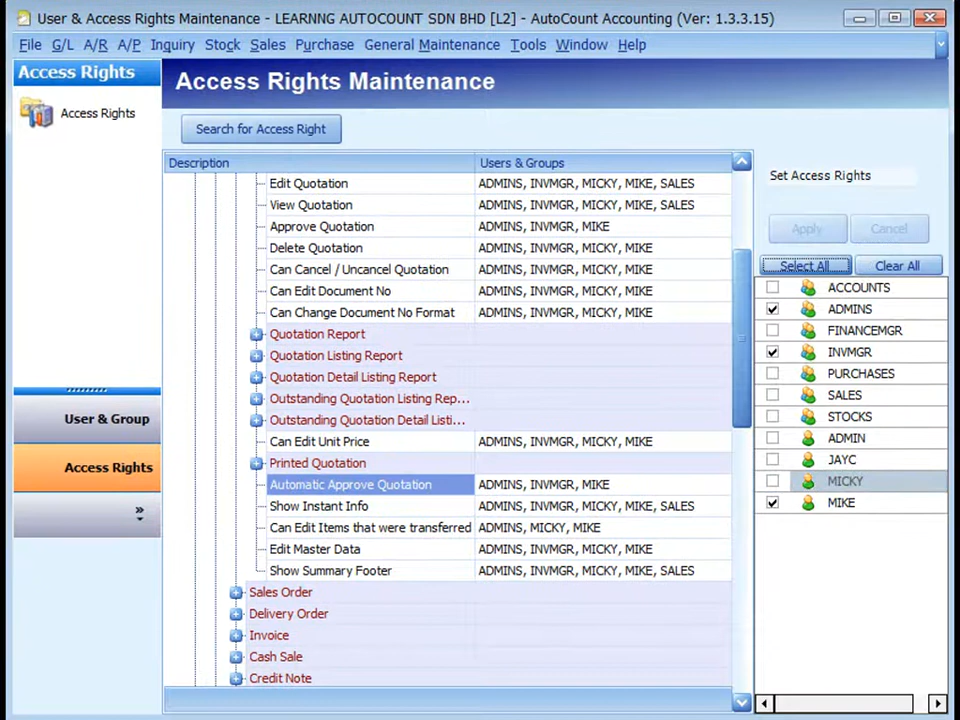 User & Access Rights Maintenance - LEARNNG AUTOCOUNT SDN BHD [L2] - AutoCount Accounting (Ver: 1.3.3.15)
File G/L A/R A/P Inquiry Stock Sales Purchase General Maintenance Tools Window Help
Access Rights
Access Rights
User & Group
Access Rights
»
Access Rights Maintenance
Search for Access Right
Description Users & Groups
Edit Quotation ADMINS, INVMGR, MICKY, MIKE, SALES
View Quotation ADMINS, INVMGR, MICKY, MIKE, SALES
Approve Quotation ADMINS, INVMGR, MIKE
Delete Quotation ADMINS, INVMGR, MICKY, MIKE
Can Cancel / Uncancel Quotation ADMINS, INVMGR, MICKY, MIKE
Can Edit Document No ADMINS, INVMGR, MICKY, MIKE
Can Change Document No Format ADMINS, INVMGR, MICKY, MIKE
Quotation Report
Quotation Listing Report
Quotation Detail Listing Report
Outstanding Quotation Listing Rep...
Outstanding Quotation Detail Listi...
Can Edit Unit Price ADMINS, INVMGR, MICKY, MIKE
Printed Quotation
Automatic Approve Quotation ADMINS, INVMGR, MIKE
Show Instant Info ADMINS, INVMGR, MICKY, MIKE, SALES
Can Edit Items that were transferred ADMINS, MICKY, MIKE
Edit Master Data ADMINS, INVMGR, MICKY, MIKE
Show Summary Footer ADMINS, INVMGR, MICKY, MIKE, SALES
Sales Order
Delivery Order
Invoice
Cash Sale
Credit Note
Set Access Rights
Apply Cancel
Select All Clear All
ACCOUNTS
ADMINS
FINANCEMGR
INVMGR
PURCHASES
SALES
STOCKS
ADMIN
JAYC
MICKY
MIKE